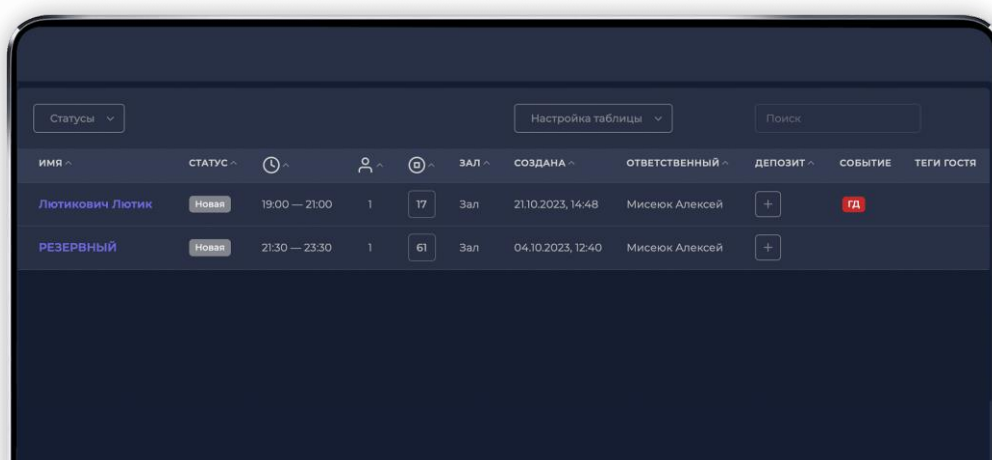 Статусы Настройка таблицы Поиск
ИМЯ СТАТУС ЗАЛ СОЗДАНА ОТВЕТСТВЕННЫЙ ДЕПОЗИТ СОБЫТИЕ ТЕГИ ГОСТЯ
Лютикович Лютик Новая 19:00 — 21:00 1 17 Зал 21.10.2023, 14:48 Мисеюк Алексей + ГД
РЕЗЕРВНЫЙ Новая 21:30 — 23:30 1 61 Зал 04.10.2023, 12:40 Мисеюк Алексей +